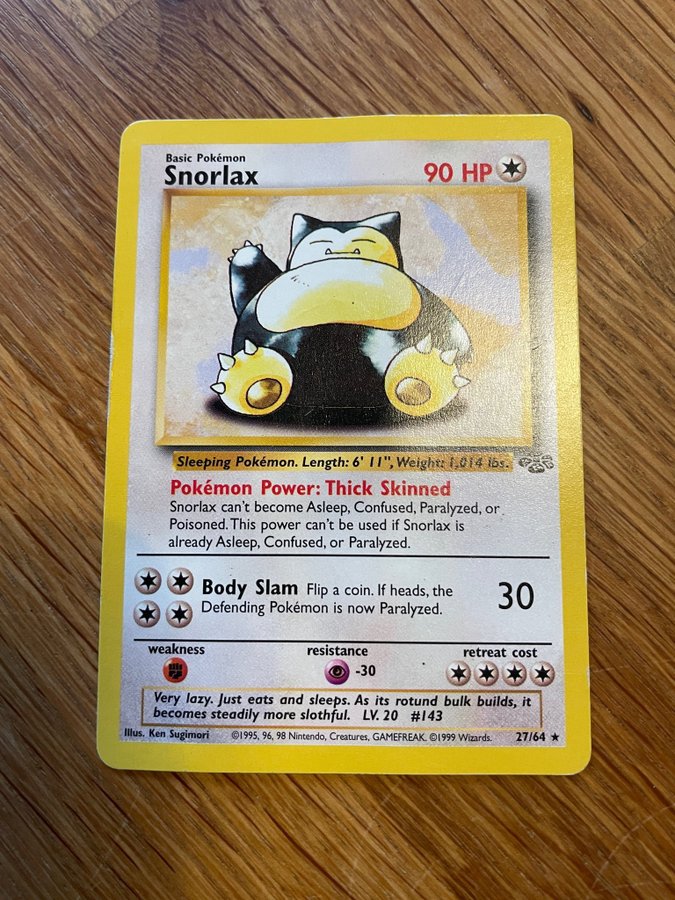 Basic Pokémon
Snorlax 90 HP
Sleeping Pokémon. Length: 6' 11", Weight: 1,014 lbs.
Pokémon Power: Thick Skinned
Snorlax can't become Asleep, Confused, Paralyzed, or
Poisoned. This power can't be used if Snorlax is
already Asleep, Confused, or Paralyzed.
Body Slam Flip a coin. If heads, the
Defending Pokémon is now Paralyzed.
30
weakness resistance retreat cost
-30
Very lazy. Just eats and sleeps. As its rotund bulk builds, it
becomes steadily more slothful. LV. 20 #143
Illus. Ken Sugimori ©1995, 96, 98 Nintendo, Creatures, GAMEFREAK. ©1999 Wizards. 27/64 ★